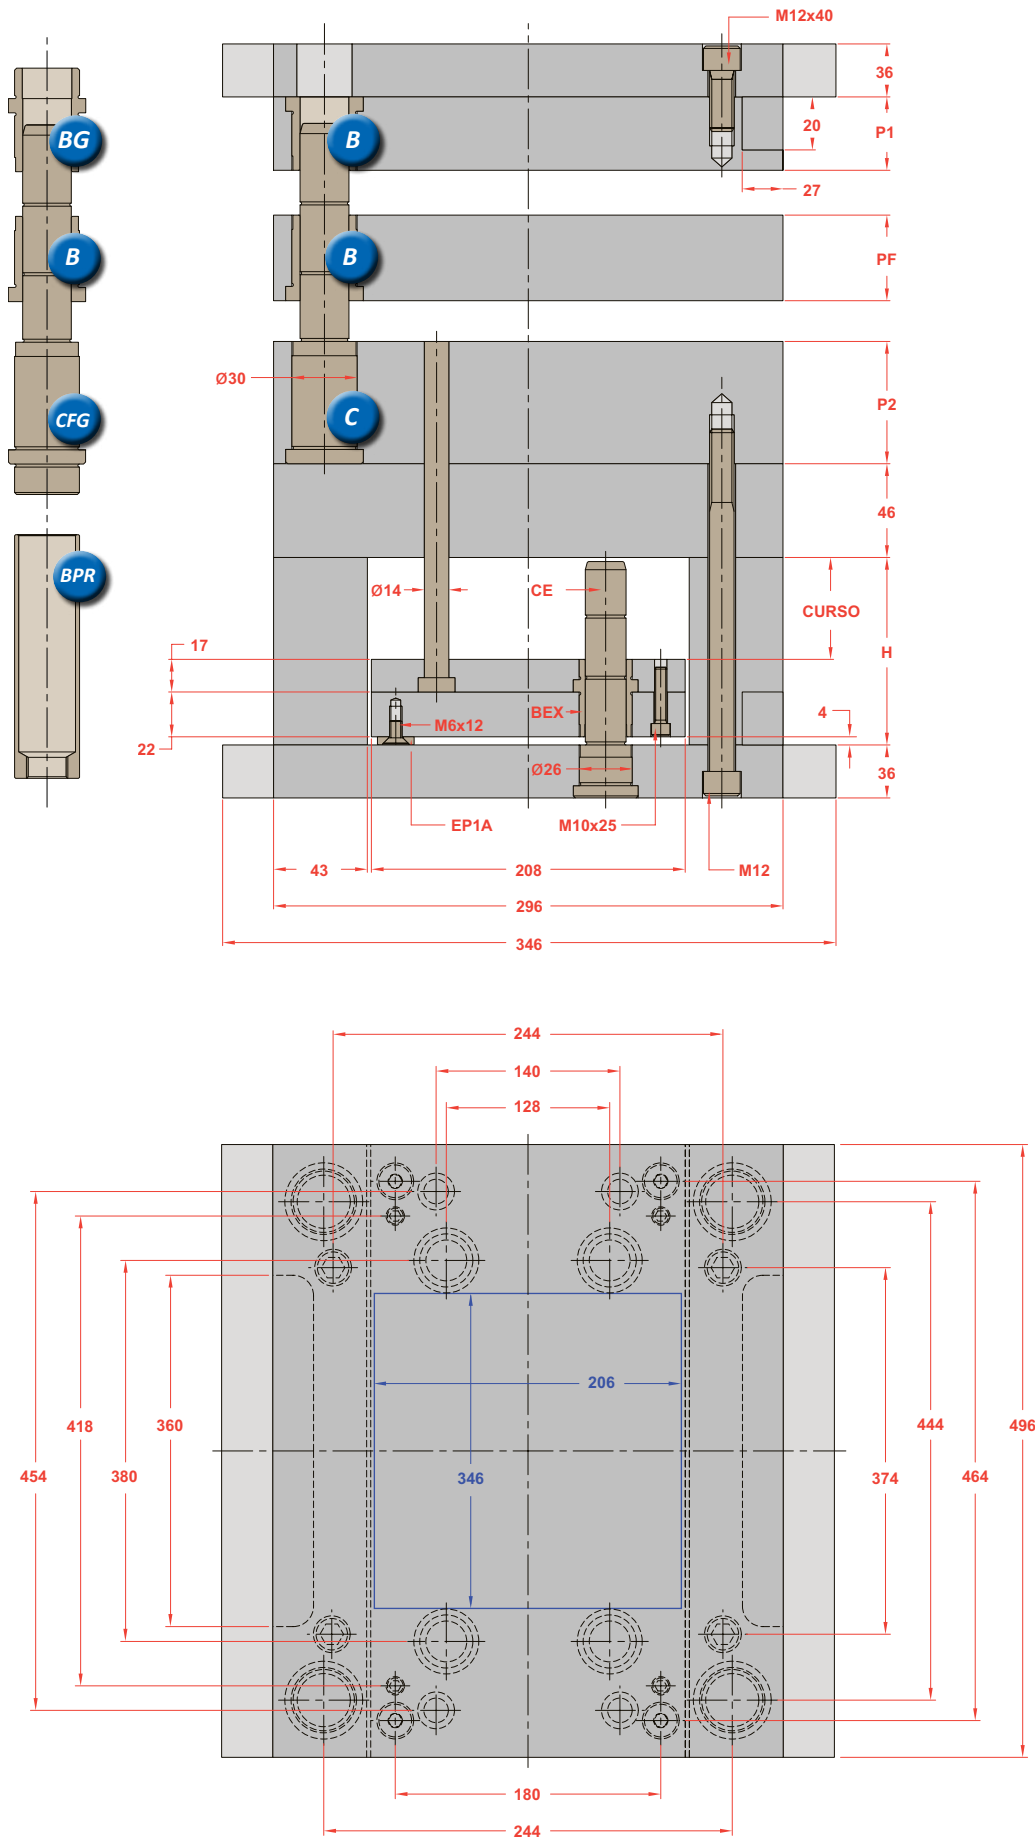 M12x40
36
20
P1
BG
B
27
B
B
PF
Ø30
P2
CFG
C
46
BPR
Ø14
CE
CURSO
17
H
BEX
4
M6x12
22
Ø26
36
EP1A
M10x25
43
208
M12
296
346
244
140
128
206
418
360
444
496
454
380
346
374
464
180
244